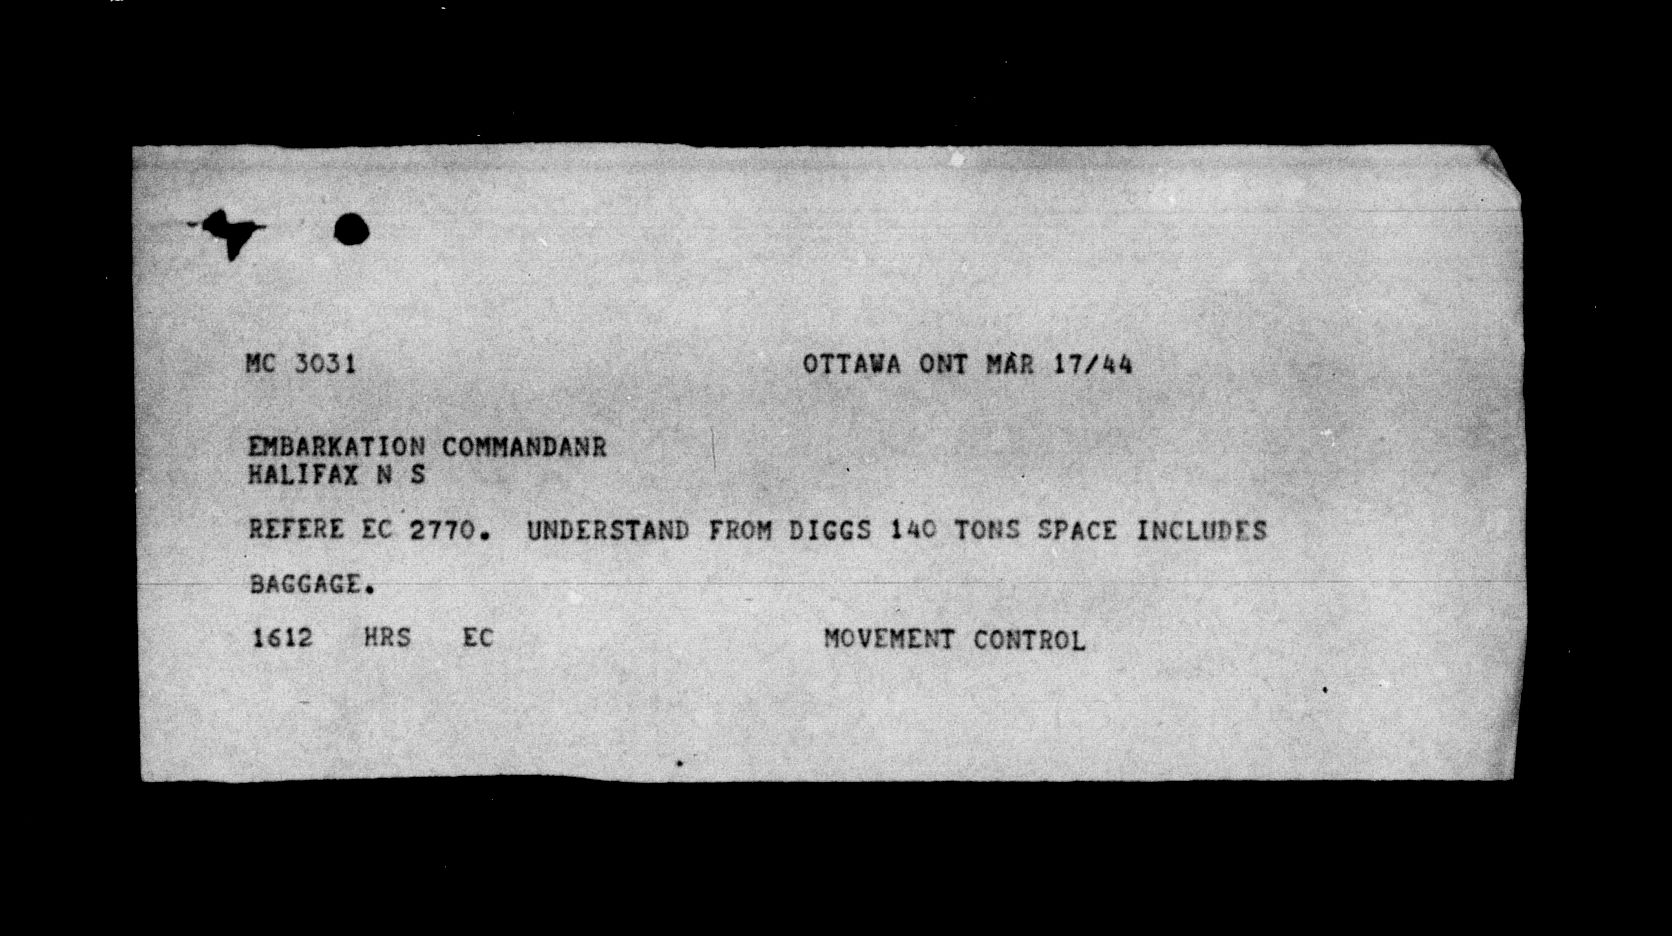 MC 3031 OTTAWA ONT MAR 17/44
EMBARKATION COMMANDANR
HALIFAX N S
REFERE EC 2770. UNDERSTAND FROM DIGGS 140 TONS SPACE INCLUDES
BAGGAGE.
1612 HRS EC MOVEMENT CONTROL